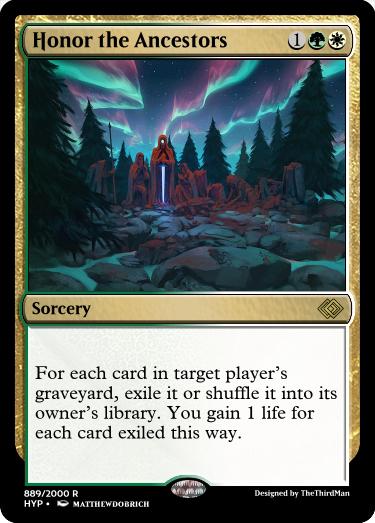 Honor the Ancestors 1
Sorcery
For each card in target player's
graveyard, exile it or shuffle it into its
owner's library. You gain 1 life for
each card exiled this way.
889/2000 R
HYP • MATTHEWDOBRICH
Designed by TheThirdMan